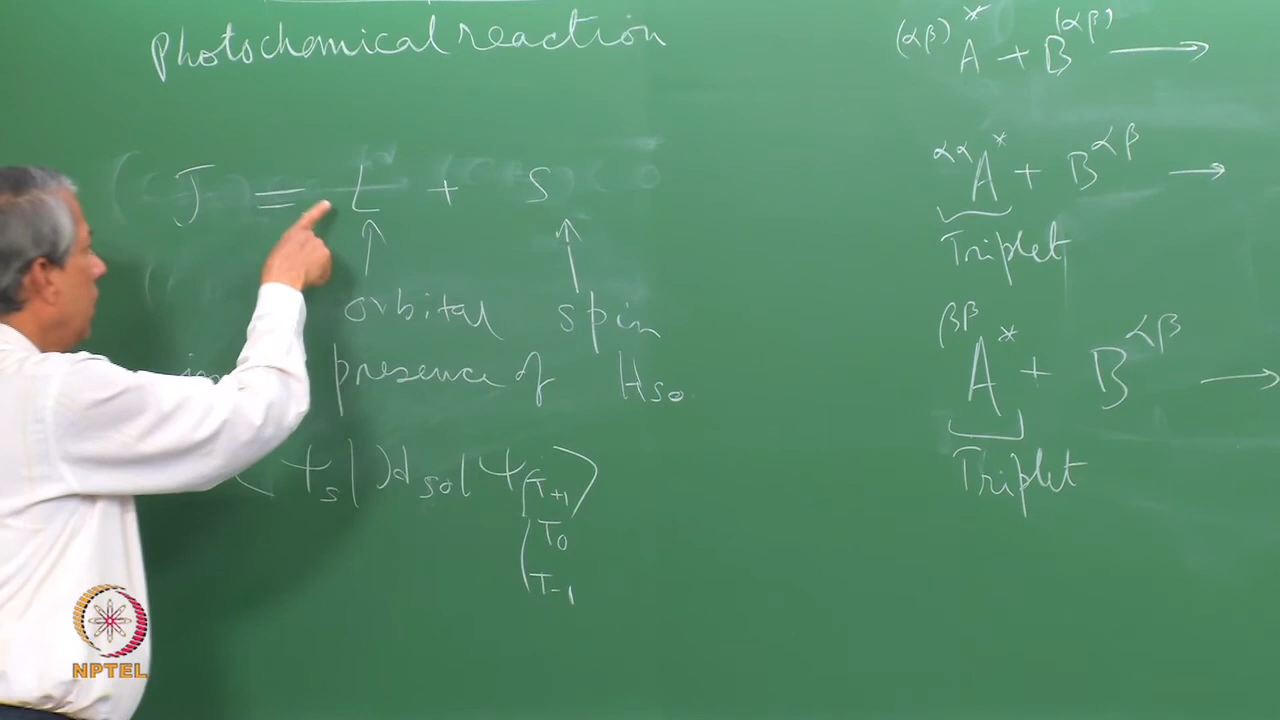 Photochemical reaction
J = L + S
orbital spin
presence of Hso
⟨ψs|Hso|ψT+1⟩
T0
T-1
(αβ) A* + B(αβ) →
αα A* + B αβ →
Triplet
ββ A* + B αβ →
Triplet
NPTEL